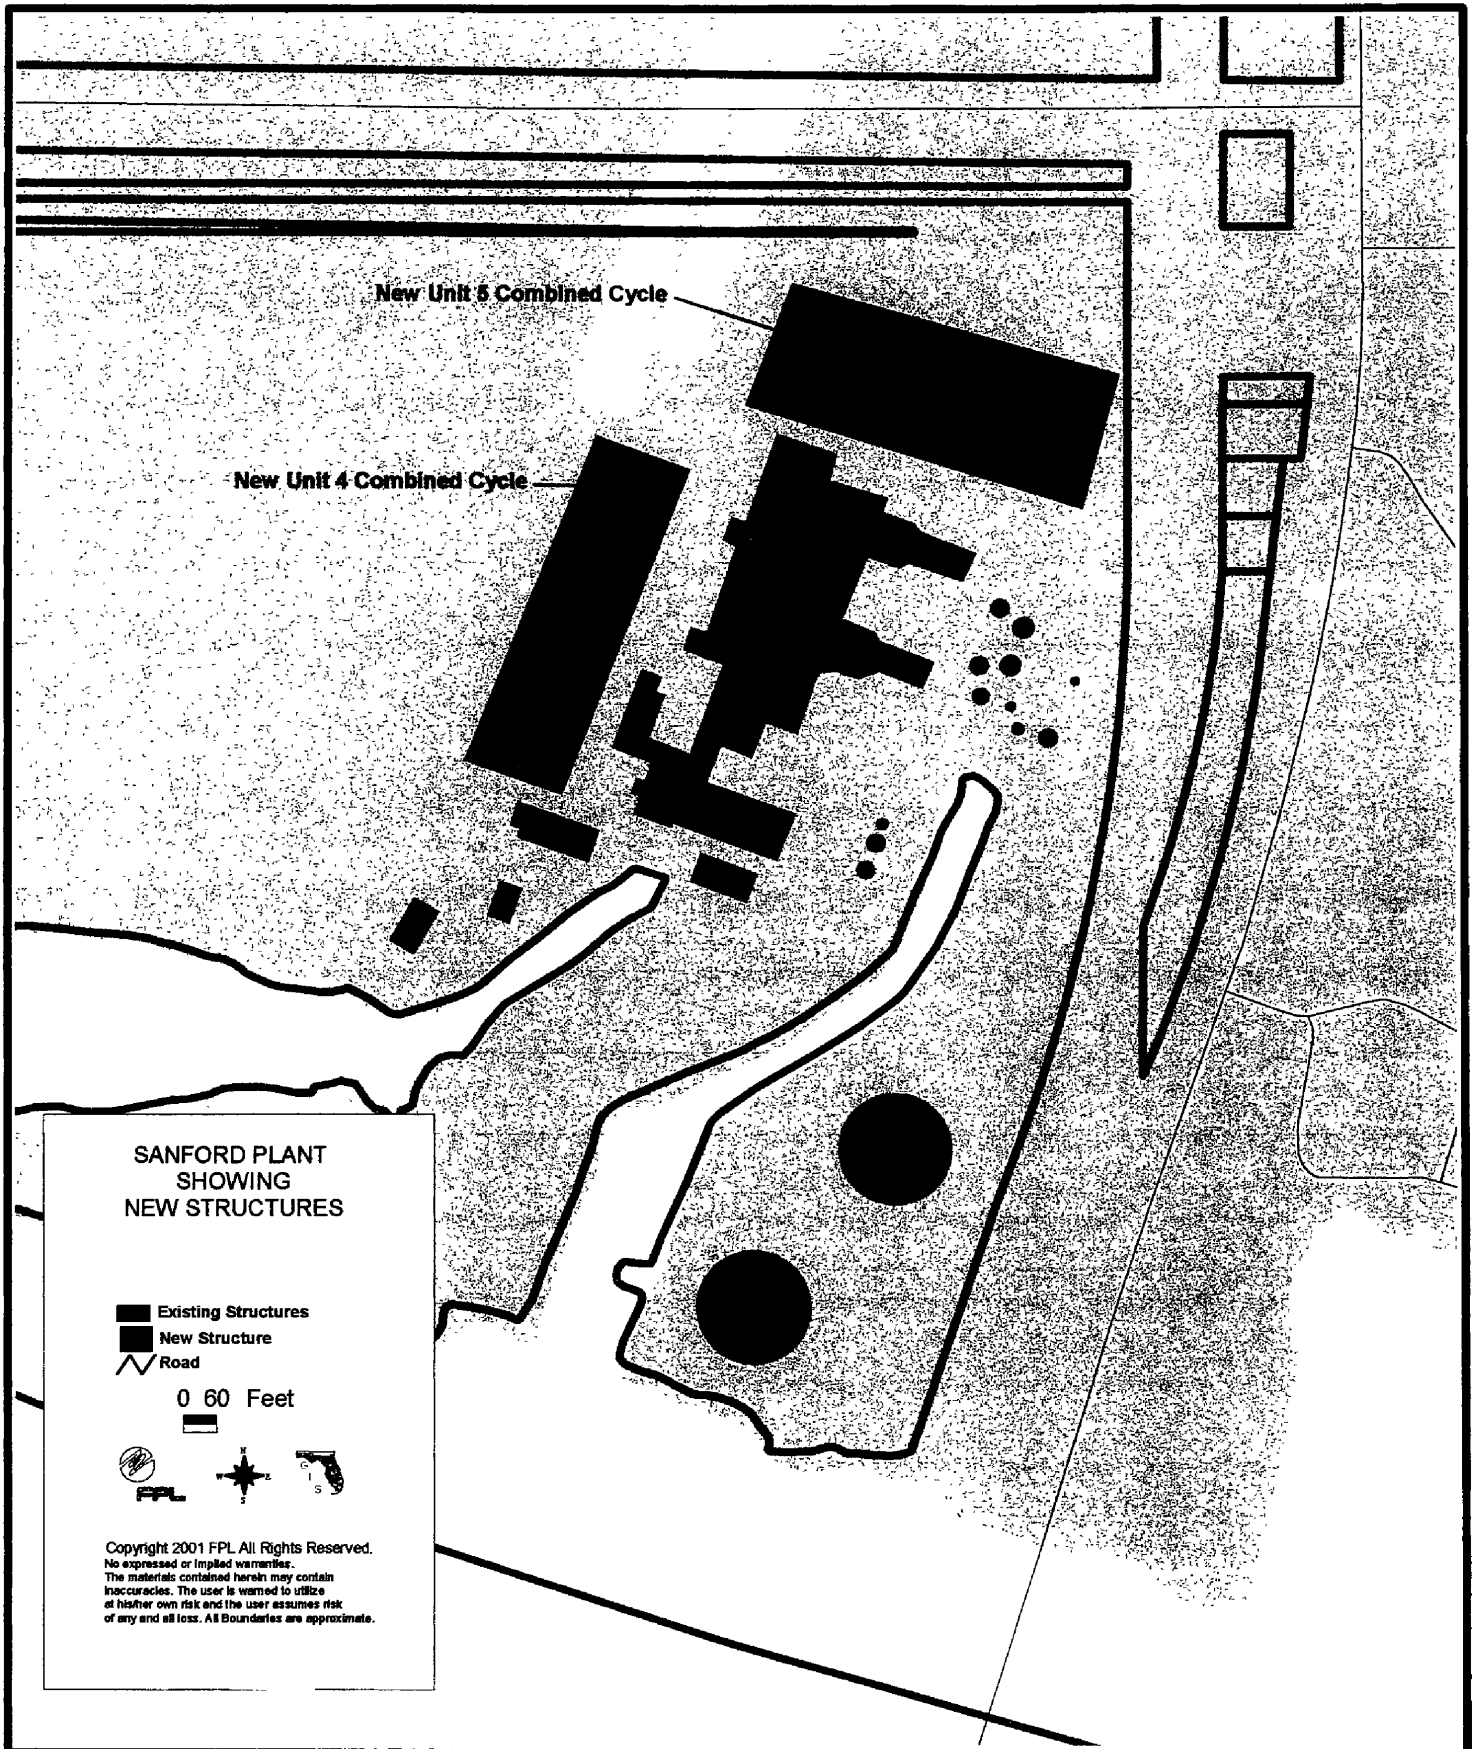 New Unit 5 Combined Cycle
New Unit 4 Combined Cycle
SANFORD PLANT
SHOWING
NEW STRUCTURES
Existing Structures
New Structure
Road
0 60 Feet
N
W E
S
FPL
G
I
S
Copyright 2001 FPL All Rights Reserved.
No expressed or implied warranties.
The materials contained herein may contain
inaccuracies. The user is warned to utilize
at his/her own risk and the user assumes risk
of any and all loss. All Boundaries are approximate.